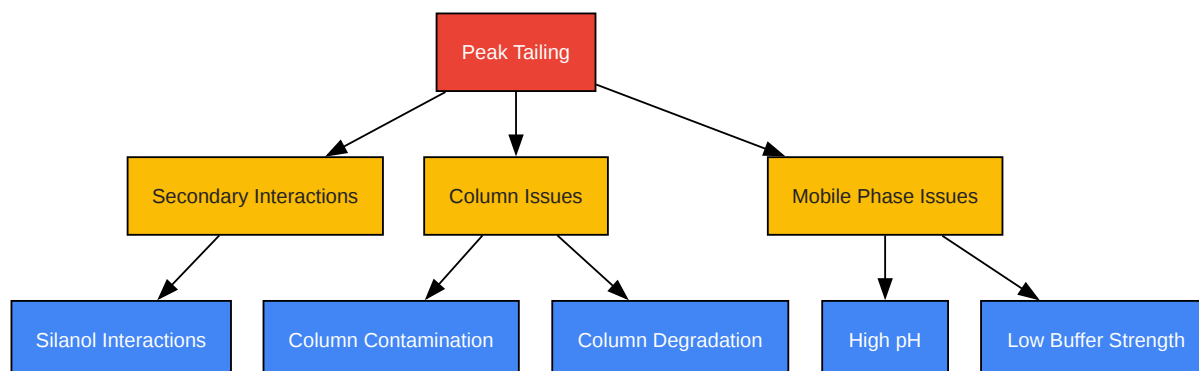 Peak Tailing
Secondary Interactions
Column Issues
Mobile Phase Issues
Silanol Interactions
Column Contamination
Column Degradation
High pH
Low Buffer Strength